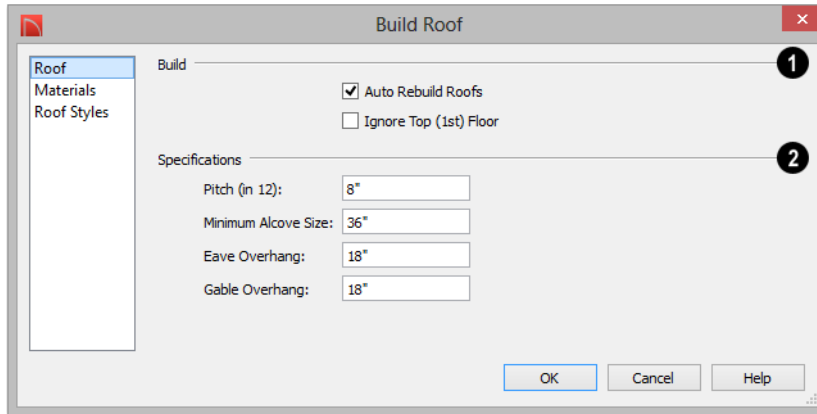 Build Roof
Roof
Materials
Roof Styles
Build
1
Auto Rebuild Roofs
Ignore Top (1st) Floor
Specifications
2
Pitch (in 12): 8"
Minimum Alcove Size: 36"
Eave Overhang: 18"
Gable Overhang: 18"
OK Cancel Help